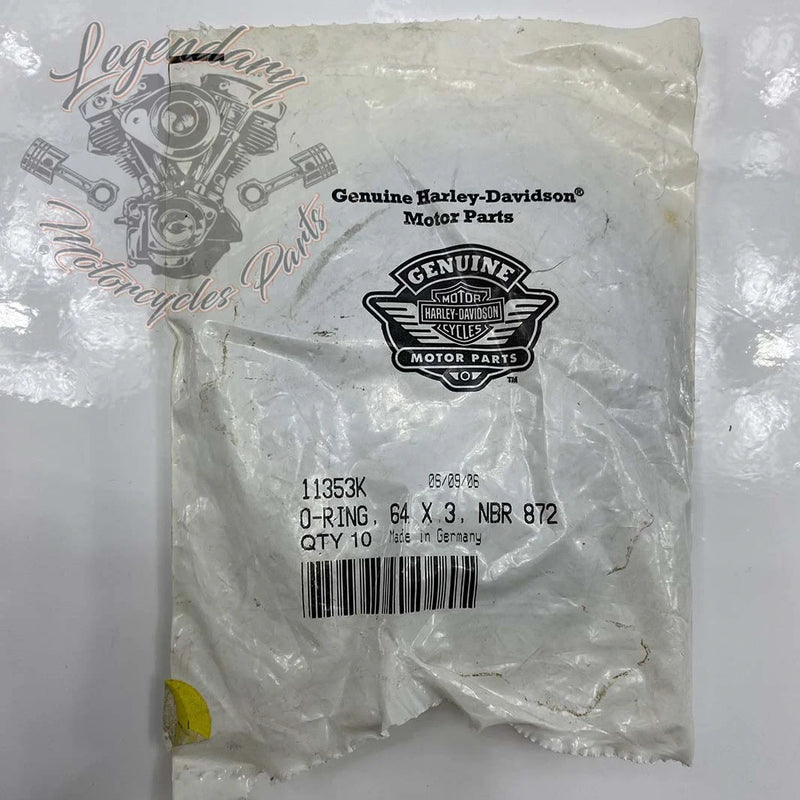 Legendary
Motorcycles Parts
Genuine Harley-Davidson®
Motor Parts
GENUINE
MOTOR
HARLEY-DAVIDSON
CYCLES
MOTOR PARTS
TM
11353K 06/09/06
O-RING, 64 X 3, NBR 872
QTY 10 Made in Germany